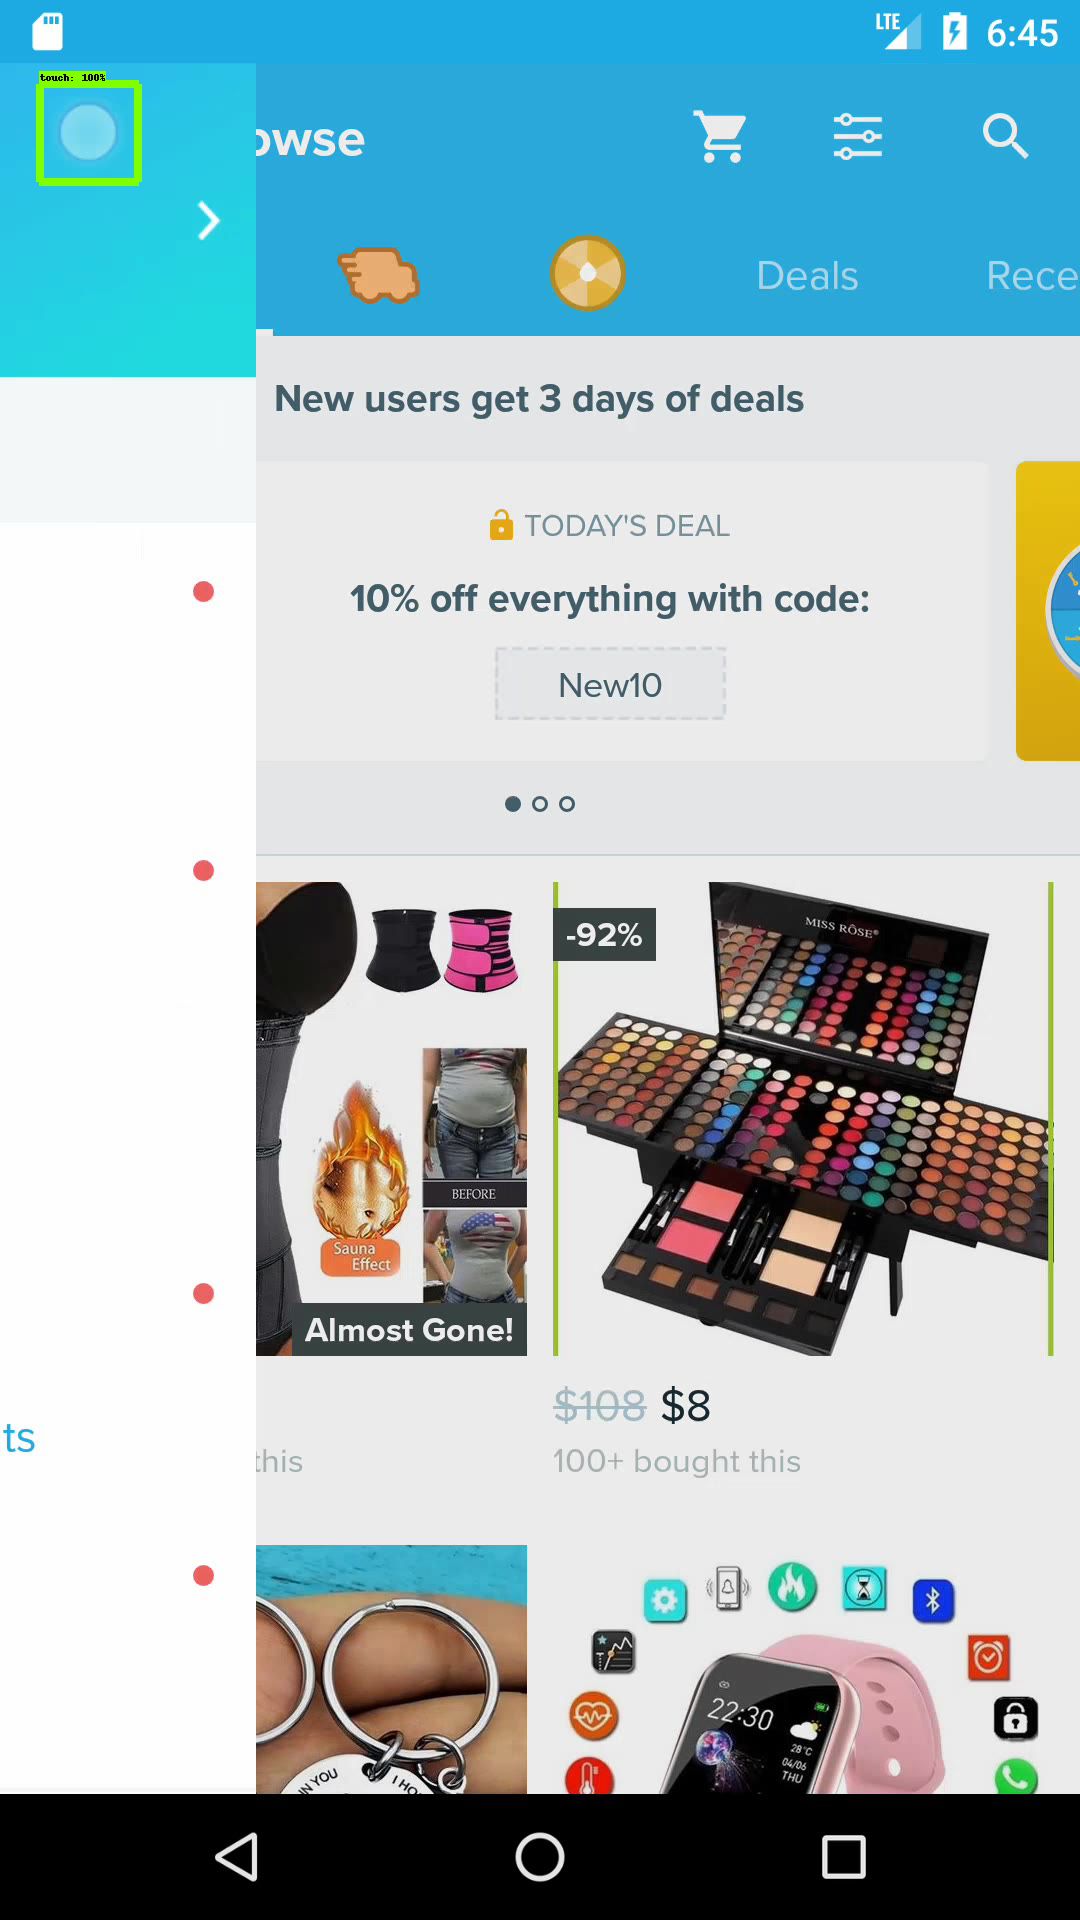 LTE 6:45
touch: 100%
owse
Deals
Rece
New users get 3 days of deals
TODAY'S DEAL
10% off everything with code:
New10
-92%
MISS RÔSE®
BEFORE
Sauna
Effect
Almost Gone!
$108 $8
this
100+ bought this
ts
22:30
28°C
04/06
THU
IN YOU
I HO